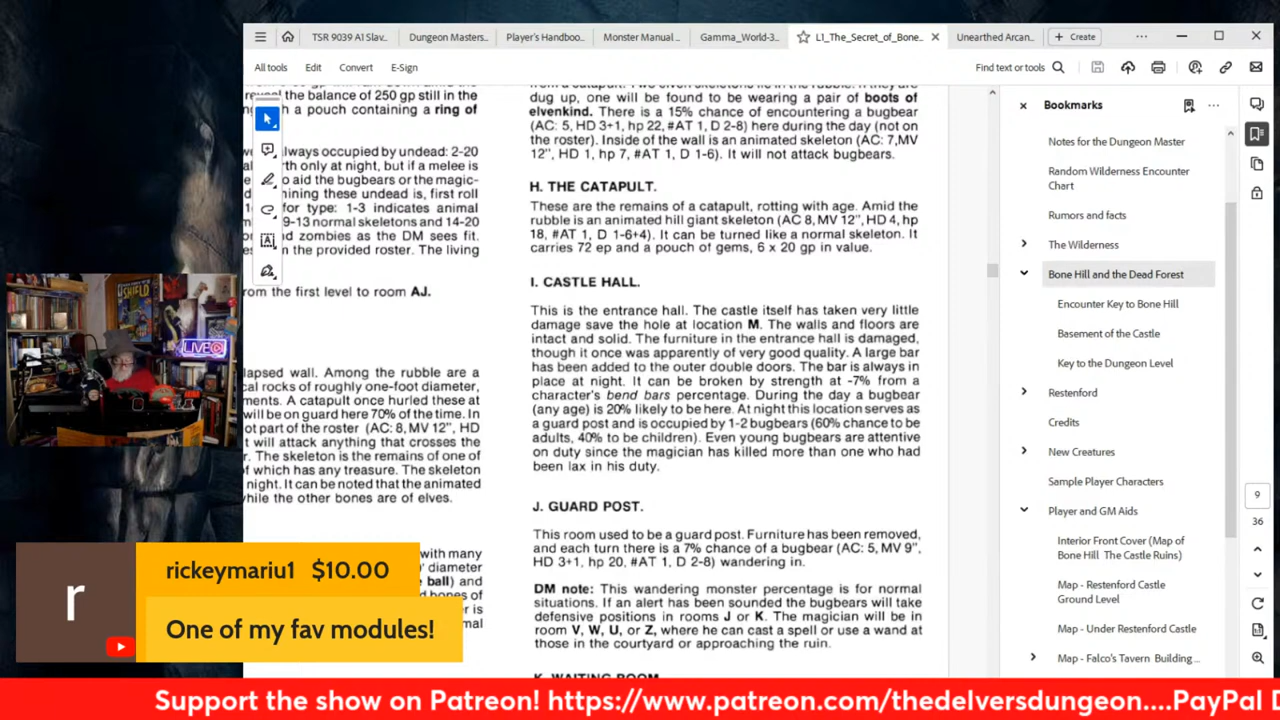 TSR 9039 A1 Slav..
Dungeon Masters...
Player's Handboo...
Monster Manual ...
Gamma_World-3...
L1_The_Secret_of_Bone...
Unearthed Arcan...
Create
All tools
Edit
Convert
E-Sign
Find text or tools
reveal the balance of 250 gp still in the
h a pouch containing a ring of
lways occupied by undead: 2-20
rth only at night, but if a melee is
o aid the bugbears or the magic-
mining these undead is, first roll
for type: 1-3 indicates animal
9-13 normal skeletons and 14-20
nd zombies as the DM sees fit.
m the provided roster. The living
rom the first level to room AJ.
lapsed wall. Among the rubble are a
cal rocks of roughly one-foot diameter,
ments. A catapult once hurled these at
will be on guard here 70% of the time. In
ot part of the roster (AC: 8, MV 12", HD
t will attack anything that crosses the
r. The skeleton is the remains of one of
f which has any treasure. The skeleton
night. It can be noted that the animated
while the other bones are of elves.
with many
0' diameter
e ball) and
d bones of
er is
mal
dug up, one will be found to be wearing a pair of boots of
elvenkind. There is a 15% chance of encountering a bugbear
(AC: 5, HD 3+1, hp 22, #AT 1, D 2-8) here during the day (not on
the roster). Inside of the wall is an animated skeleton (AC: 7,MV
12", HD 1, hp 7, #AT 1, D 1-6). It will not attack bugbears.
H. THE CATAPULT.
These are the remains of a catapult, rotting with age. Amid the
rubble is an animated hill giant skeleton (AC 8, MV 12", HD 4, hp
18, #AT 1, D 1-6+4). It can be turned like a normal skeleton. It
carries 72 ep and a pouch of gems, 6 x 20 gp in value.
I. CASTLE HALL.
This is the entrance hall. The castle itself has taken very little
damage save the hole at location M. The walls and floors are
intact and solid. The furniture in the entrance hall is damaged,
though it once was apparently of very good quality. A large bar
has been added to the outer double doors. The bar is always in
place at night. It can be broken by strength at -7% from a
character's bend bars percentage. During the day a bugbear
(any age) is 20% likely to be here. At night this location serves as
a guard post and is occupied by 1-2 bugbears (60% chance to be
adults, 40% to be children). Even young bugbears are attentive
on duty since the magician has killed more than one who had
been lax in his duty.
J. GUARD POST.
This room used to be a guard post. Furniture has been removed,
and each turn there is a 7% chance of a bugbear (AC: 5, MV 9",
HD 3+1, hp 20, #AT 1, D 2-8) wandering in.
DM note: This wandering monster percentage is for normal
situations. If an alert has been sounded the bugbears will take
defensive positions in rooms J or K. The magician will be in
room V, W, U, or Z, where he can cast a spell or use a wand at
those in the courtyard or approaching the ruin.
K. WAITING ROOM
Bookmarks
Notes for the Dungeon Master
Random Wilderness Encounter
Chart
Rumors and facts
The Wilderness
Bone Hill and the Dead Forest
Encounter Key to Bone Hill
Basement of the Castle
Key to the Dungeon Level
Restenford
Credits
New Creatures
Sample Player Characters
Player and GM Aids
Interior Front Cover (Map of
Bone Hill The Castle Ruins)
Map - Restenford Castle
Ground Level
Map - Under Restenford Castle
Map - Falco's Tavern Building ...
9
36
LIVE
r
rickeymariu1 $10.00
One of my fav modules!
Support the show on Patreon! https://www.patreon.com/thedelversdungeon....PayPal D